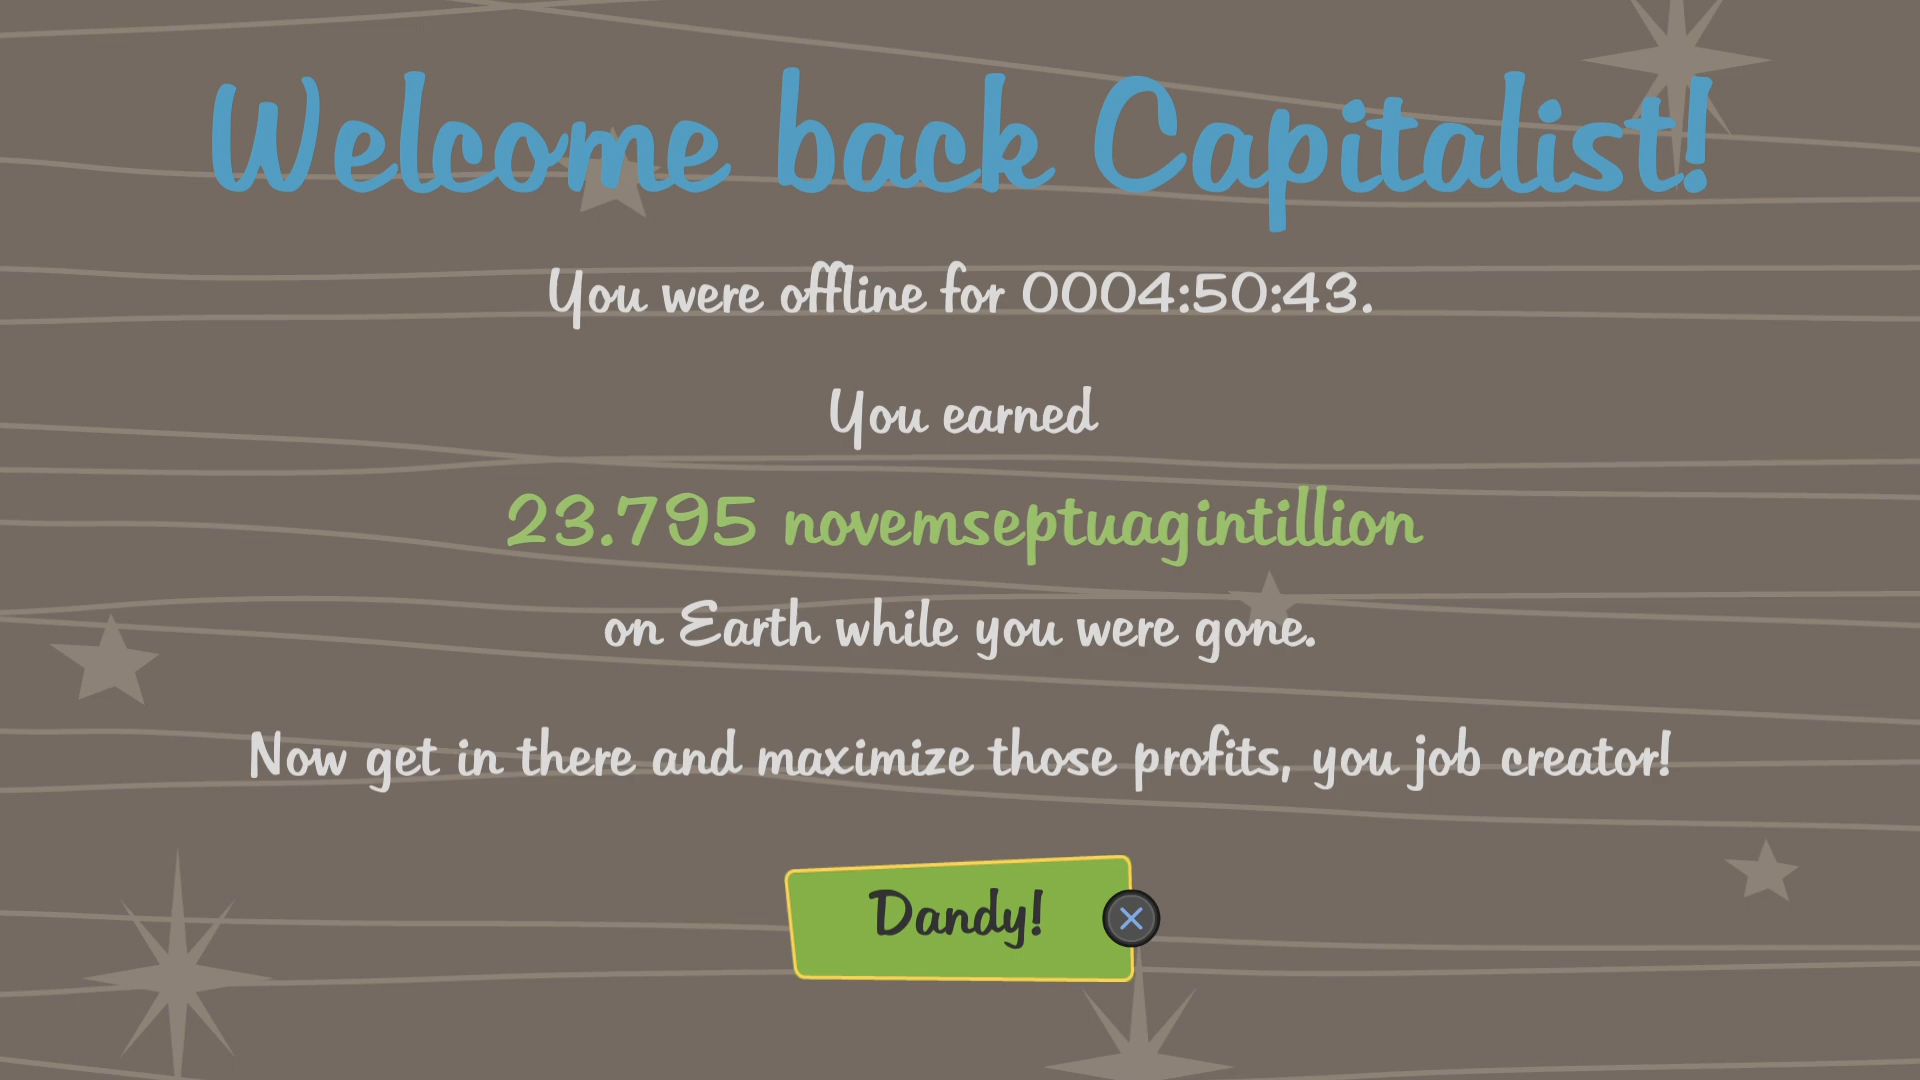 Welcome back Capitalist!
You were offline for 0004:50:43.
You earned
23.795 novemseptuagintillion
on Earth while you were gone.
Now get in there and maximize those profits, you job creator!
Dandy!